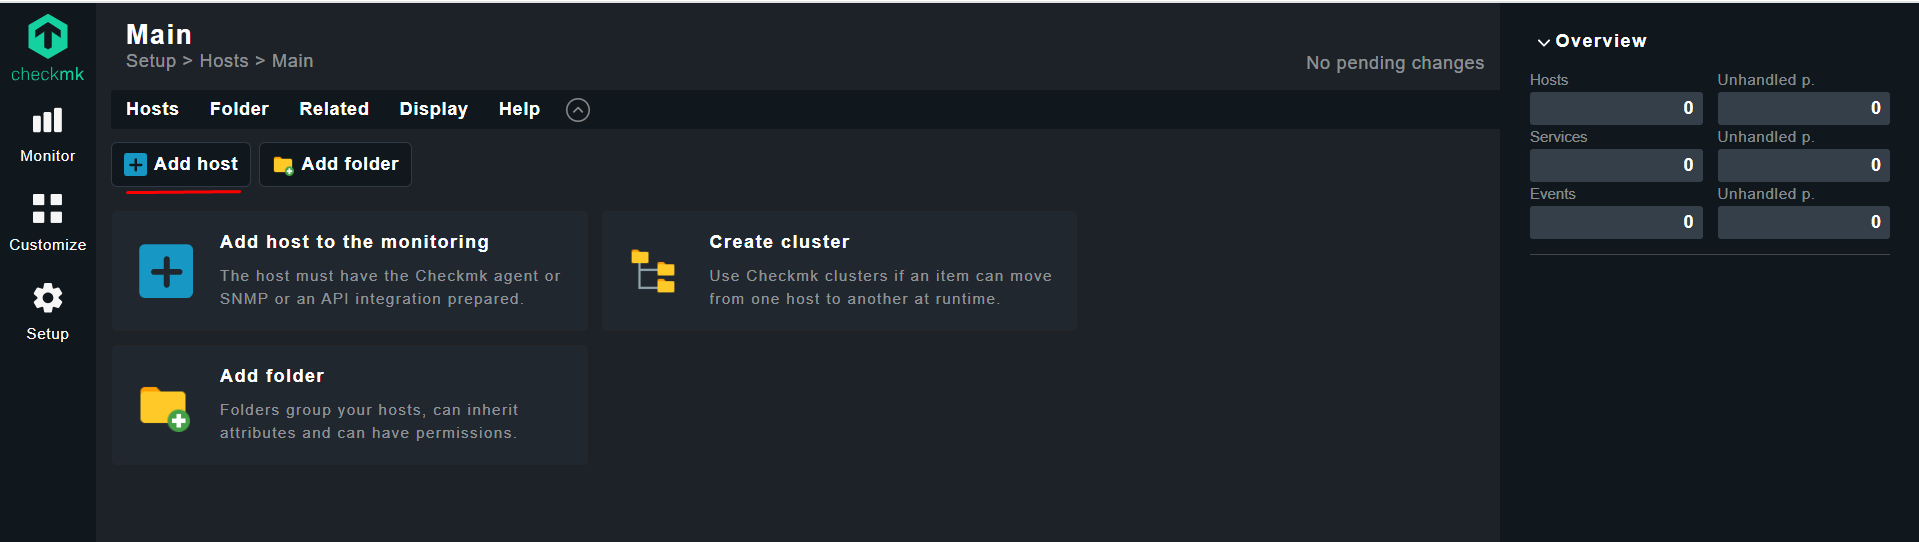 checkmk
Monitor
Customize
Setup
Main
Setup > Hosts > Main
No pending changes
Hosts Folder Related Display Help
Add host Add folder
Add host to the monitoring
The host must have the Checkmk agent or
SNMP or an API integration prepared.
Create cluster
Use Checkmk clusters if an item can move
from one host to another at runtime.
Add folder
Folders group your hosts, can inherit
attributes and can have permissions.
Overview
Hosts Unhandled p.
0 0
Services Unhandled p.
0 0
Events Unhandled p.
0 0